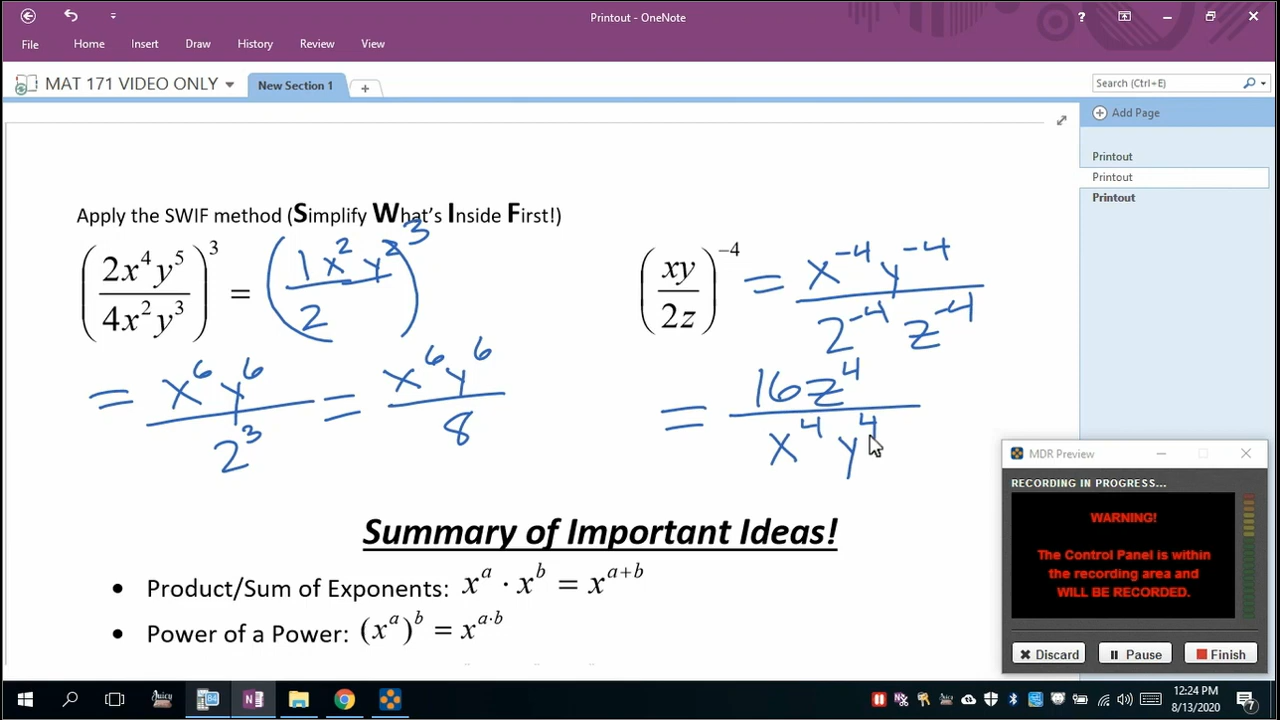 Printout - OneNote
?
File Home Insert Draw History Review View
MAT 171 VIDEO ONLY New Section 1 +
Search (Ctrl+E)
Add Page
Printout
Printout
Printout
Apply the SWIF method (Simplify What's Inside First!)
(2x⁴y⁵ / 4x²y³)³ = (1x²y² / 2)³
= x⁶y⁶ / 2³ = x⁶y⁶ / 8
(xy / 2z)⁻⁴ = x⁻⁴y⁻⁴ / 2⁻⁴z⁻⁴
= 16z⁴ / x⁴y⁴
Summary of Important Ideas!
• Product/Sum of Exponents: xᵃ · xᵇ = xᵃ⁺ᵇ
• Power of a Power: (xᵃ)ᵇ = xᵃ·ᵇ
MDR Preview
RECORDING IN PROGRESS...
WARNING!
The Control Panel is within
the recording area and
WILL BE RECORDED.
Discard Pause Finish
Juicy
12:24 PM
8/13/2020
7